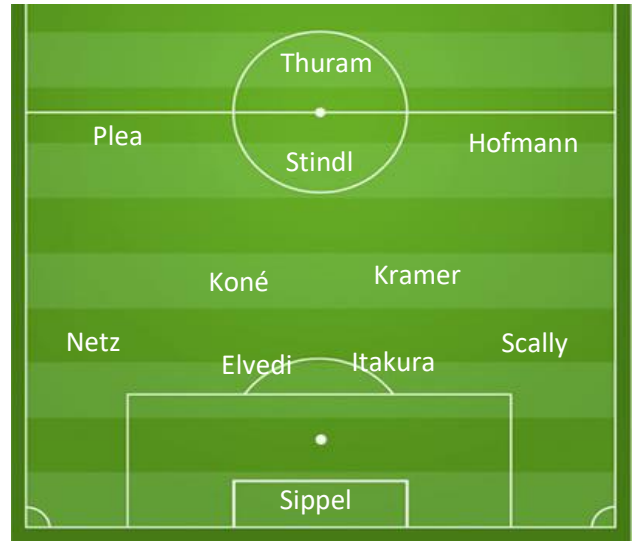 Thuram
Plea
Hofmann
Stindl
Koné
Kramer
Netz
Scally
Elvedi
Itakura
Sippel